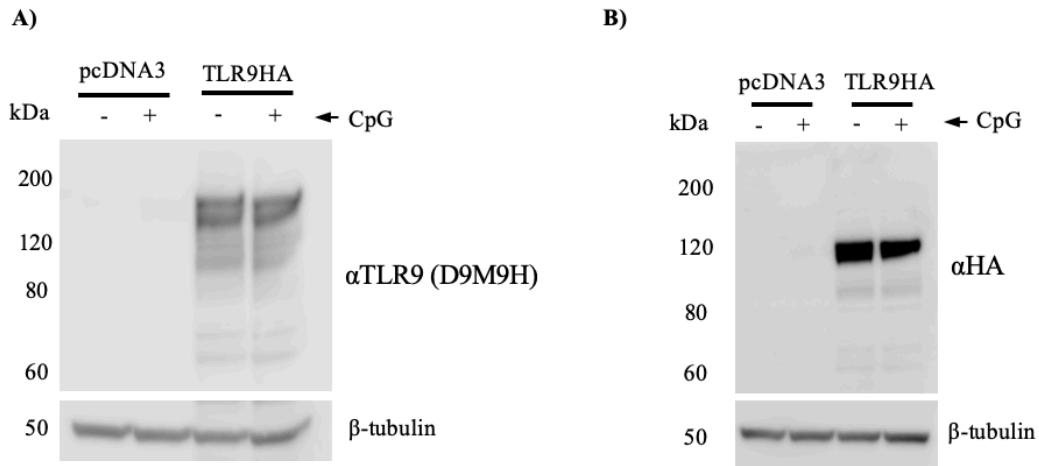 A)
pcDNA3 TLR9HA
kDa - + - + CpG
200
120
80
60
αTLR9 (D9M9H)
50 β-tubulin
B)
pcDNA3 TLR9HA
kDa - + - + CpG
200
120
80
60
αHA
50 β-tubulin